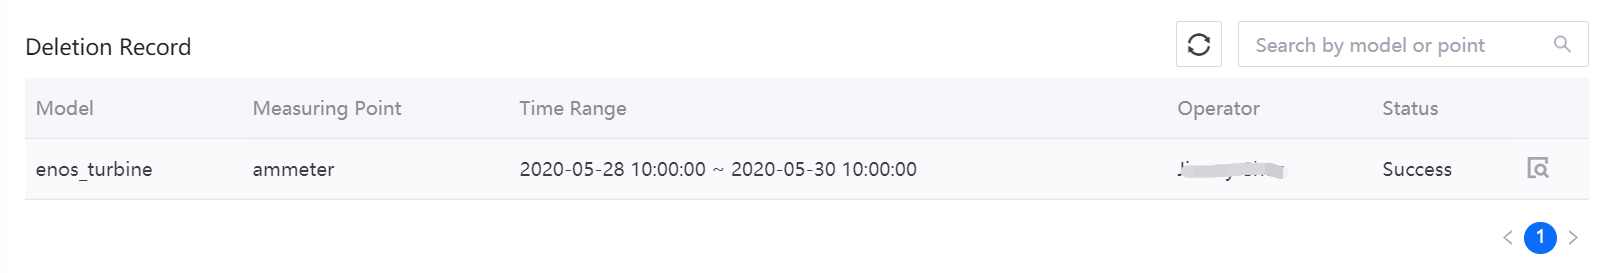 Deletion Record
Search by model or point
Model Measuring Point Time Range Operator Status
enos_turbine ammeter 2020-05-28 10:00:00 ~ 2020-05-30 10:00:00 Success
1